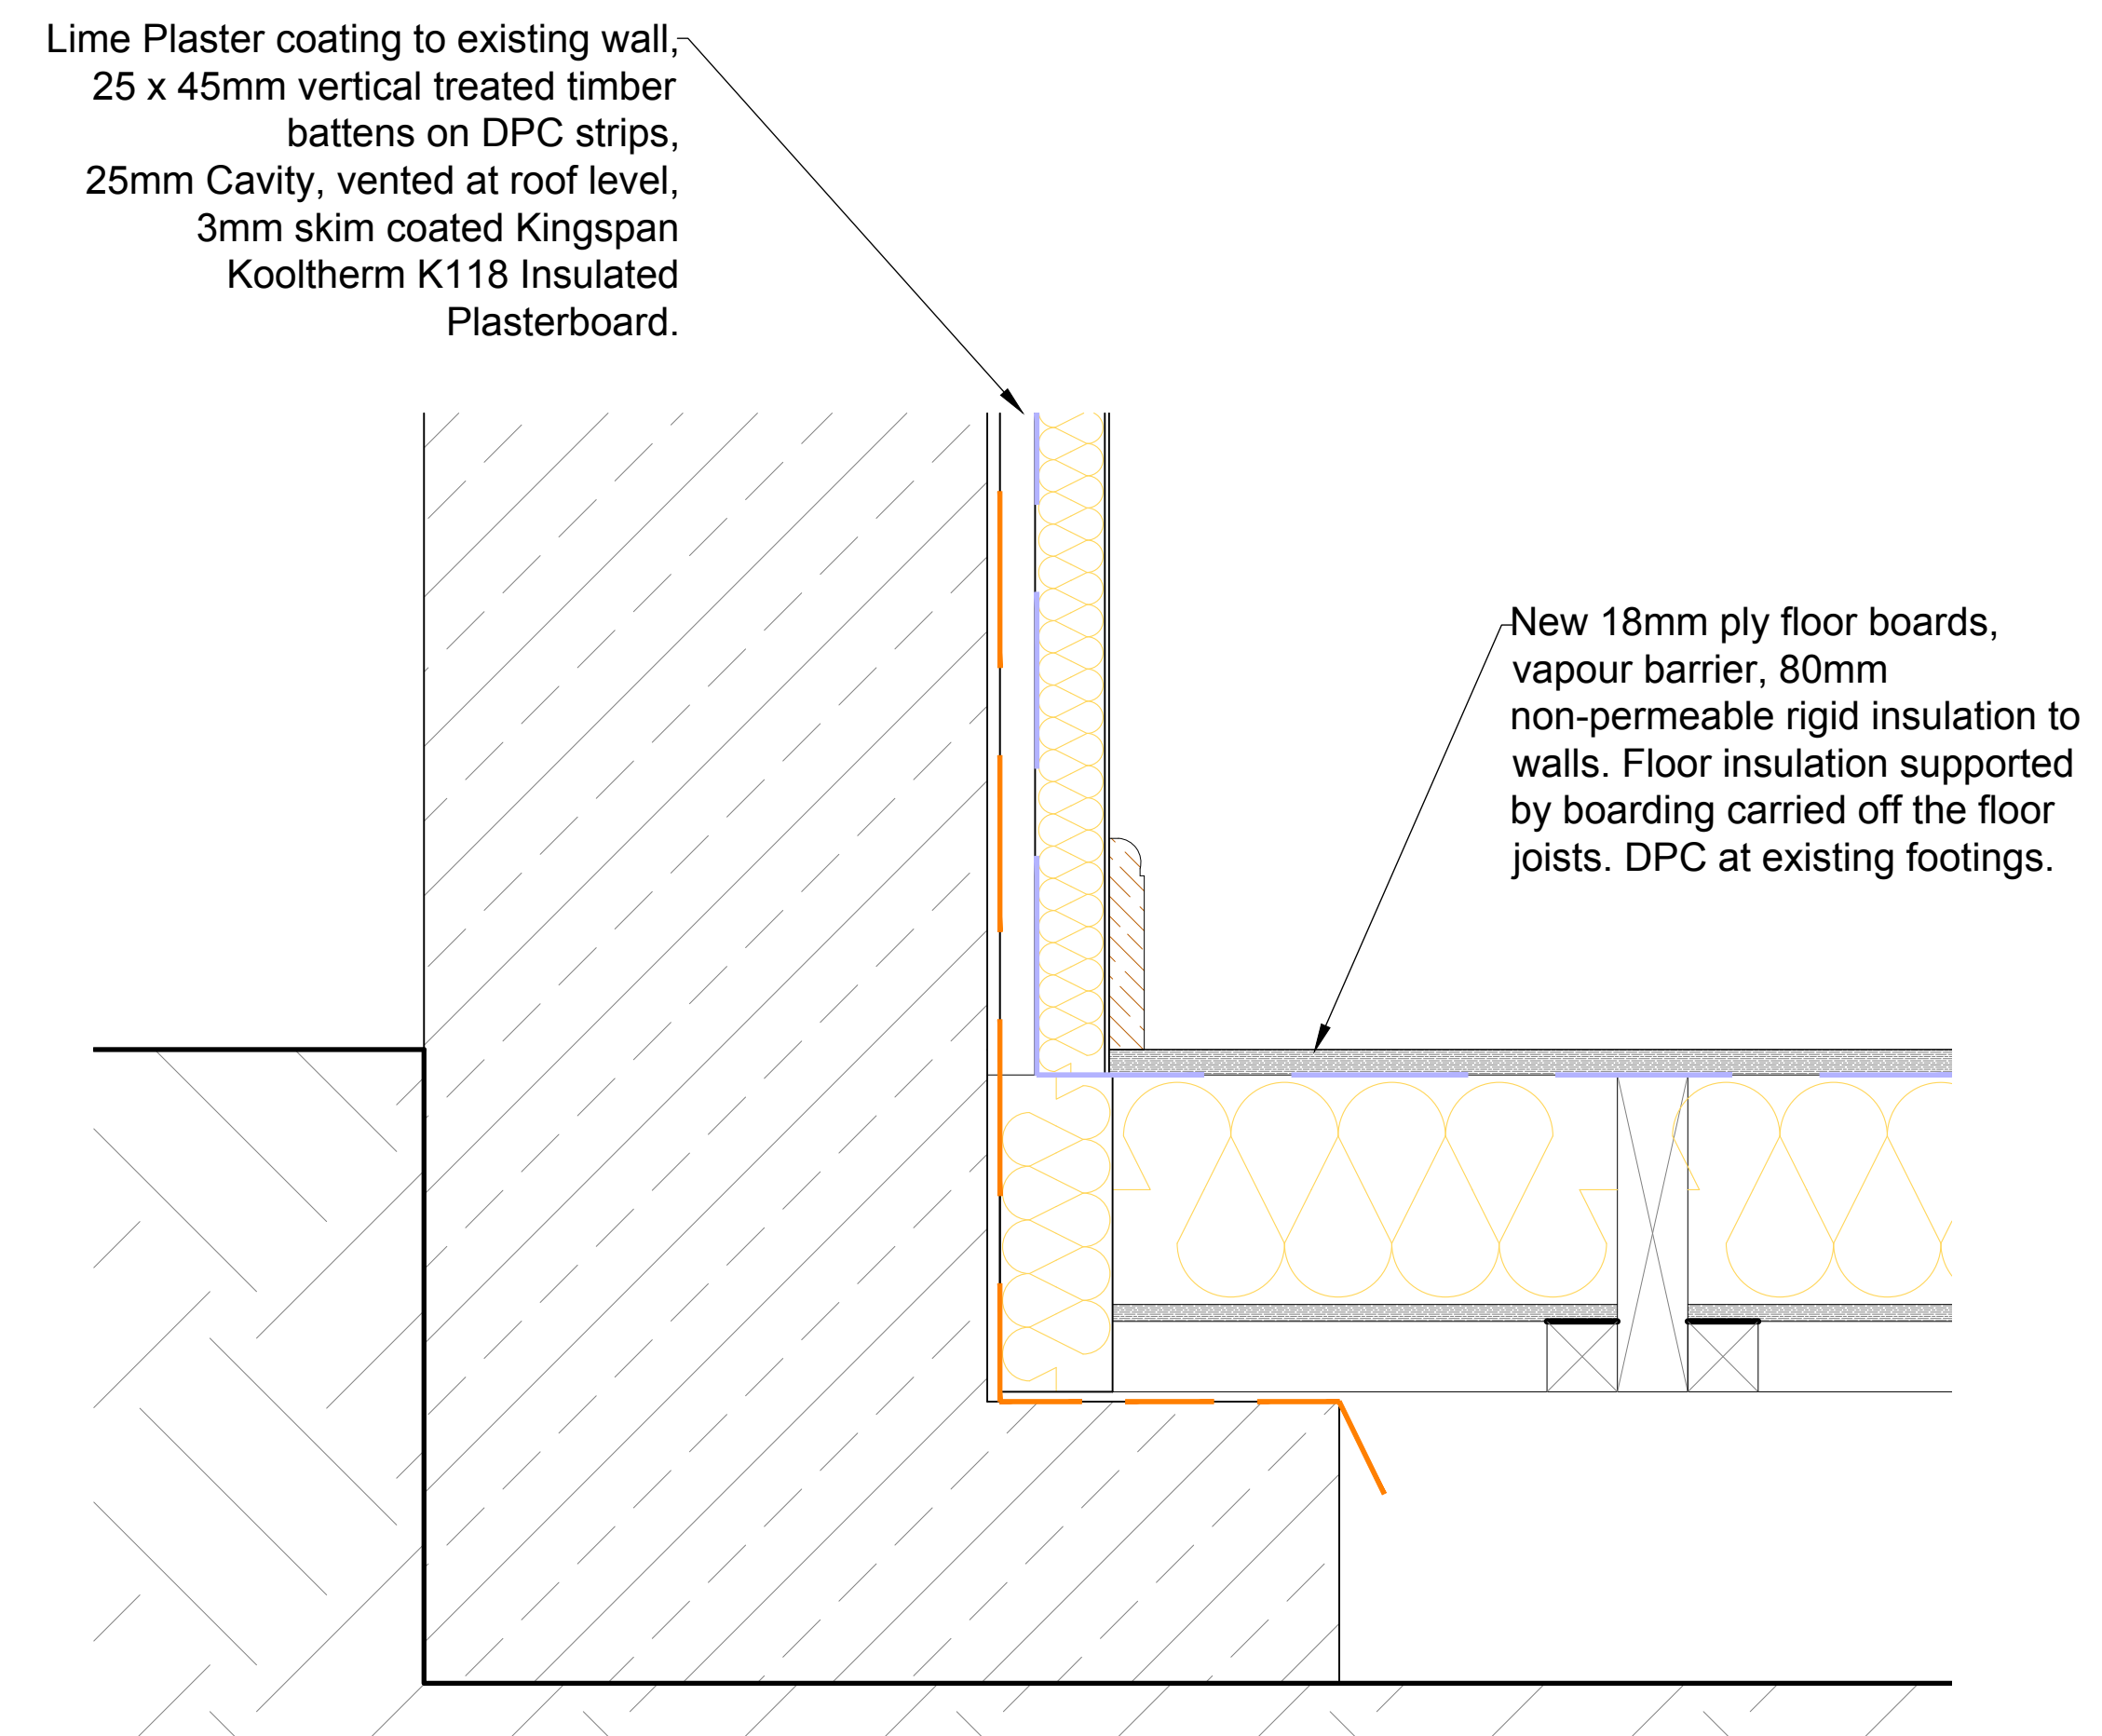 Lime Plaster coating to existing wall,
25 x 45mm vertical treated timber
battens on DPC strips,
25mm Cavity, vented at roof level,
3mm skim coated Kingspan
Kooltherm K118 Insulated
Plasterboard.
New 18mm ply floor boards,
vapour barrier, 80mm
non-permeable rigid insulation to
walls. Floor insulation supported
by boarding carried off the floor
joists. DPC at existing footings.